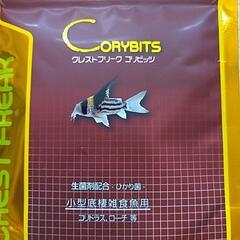 CORYBITS
クレストフリーク コリビッツ
CREST FREAK
生菌剤配合 -ひかり菌-
小型底棲雑食魚用
コリドラス、ローチ 等